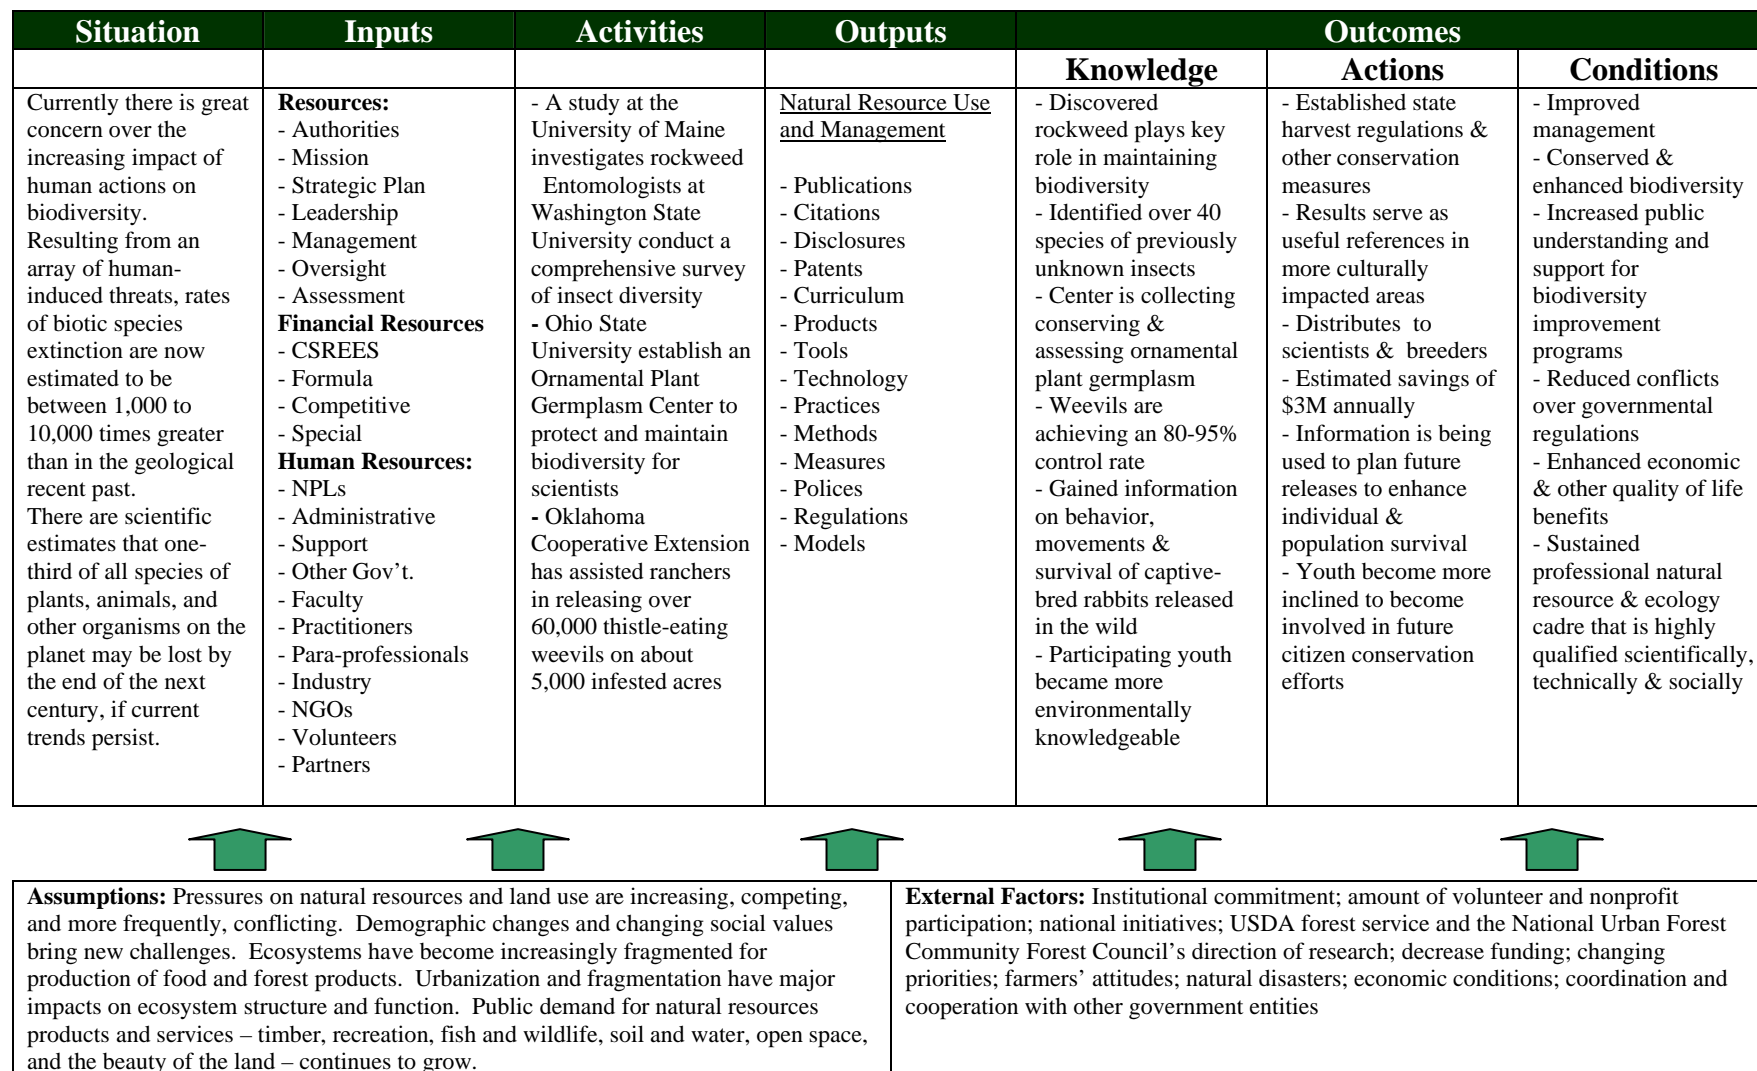 Situation
Inputs
Activities
Outputs
Outcomes
Knowledge
Actions
Conditions
Currently there is great
concern over the
increasing impact of
human actions on
biodiversity.
Resulting from an
array of human-
induced threats, rates
of biotic species
extinction are now
estimated to be
between 1,000 to
10,000 times greater
than in the geological
recent past.
There are scientific
estimates that one-
third of all species of
plants, animals, and
other organisms on the
planet may be lost by
the end of the next
century, if current
trends persist.
Resources:
- Authorities
- Mission
- Strategic Plan
- Leadership
- Management
- Oversight
- Assessment
Financial Resources
- CSREES
- Formula
- Competitive
- Special
Human Resources:
- NPLs
- Administrative
- Support
- Other Gov’t.
- Faculty
- Practitioners
- Para-professionals
- Industry
- NGOs
- Volunteers
- Partners
- A study at the
University of Maine
investigates rockweed
Entomologists at
Washington State
University conduct a
comprehensive survey
of insect diversity
- Ohio State
University establish an
Ornamental Plant
Germplasm Center to
protect and maintain
biodiversity for
scientists
- Oklahoma
Cooperative Extension
has assisted ranchers
in releasing over
60,000 thistle-eating
weevils on about
5,000 infested acres
Natural Resource Use
and Management
- Publications
- Citations
- Disclosures
- Patents
- Curriculum
- Products
- Tools
- Technology
- Practices
- Methods
- Measures
- Polices
- Regulations
- Models
- Discovered
rockweed plays key
role in maintaining
biodiversity
- Identified over 40
species of previously
unknown insects
- Center is collecting
conserving &
assessing ornamental
plant germplasm
- Weevils are
achieving an 80-95%
control rate
- Gained information
on behavior,
movements &
survival of captive-
bred rabbits released
in the wild
- Participating youth
became more
environmentally
knowledgeable
- Established state
harvest regulations &
other conservation
measures
- Results serve as
useful references in
more culturally
impacted areas
- Distributes to
scientists & breeders
- Estimated savings of
$3M annually
- Information is being
used to plan future
releases to enhance
individual &
population survival
- Youth become more
inclined to become
involved in future
citizen conservation
efforts
- Improved
management
- Conserved &
enhanced biodiversity
- Increased public
understanding and
support for
biodiversity
improvement
programs
- Reduced conflicts
over governmental
regulations
- Enhanced economic
& other quality of life
benefits
- Sustained
professional natural
resource & ecology
cadre that is highly
qualified scientifically,
technically & socially
Assumptions: Pressures on natural resources and land use are increasing, competing,
and more frequently, conflicting. Demographic changes and changing social values
bring new challenges. Ecosystems have become increasingly fragmented for
production of food and forest products. Urbanization and fragmentation have major
impacts on ecosystem structure and function. Public demand for natural resources
products and services – timber, recreation, fish and wildlife, soil and water, open space,
and the beauty of the land – continues to grow.
External Factors: Institutional commitment; amount of volunteer and nonprofit
participation; national initiatives; USDA forest service and the National Urban Forest
Community Forest Council’s direction of research; decrease funding; changing
priorities; farmers’ attitudes; natural disasters; economic conditions; coordination and
cooperation with other government entities